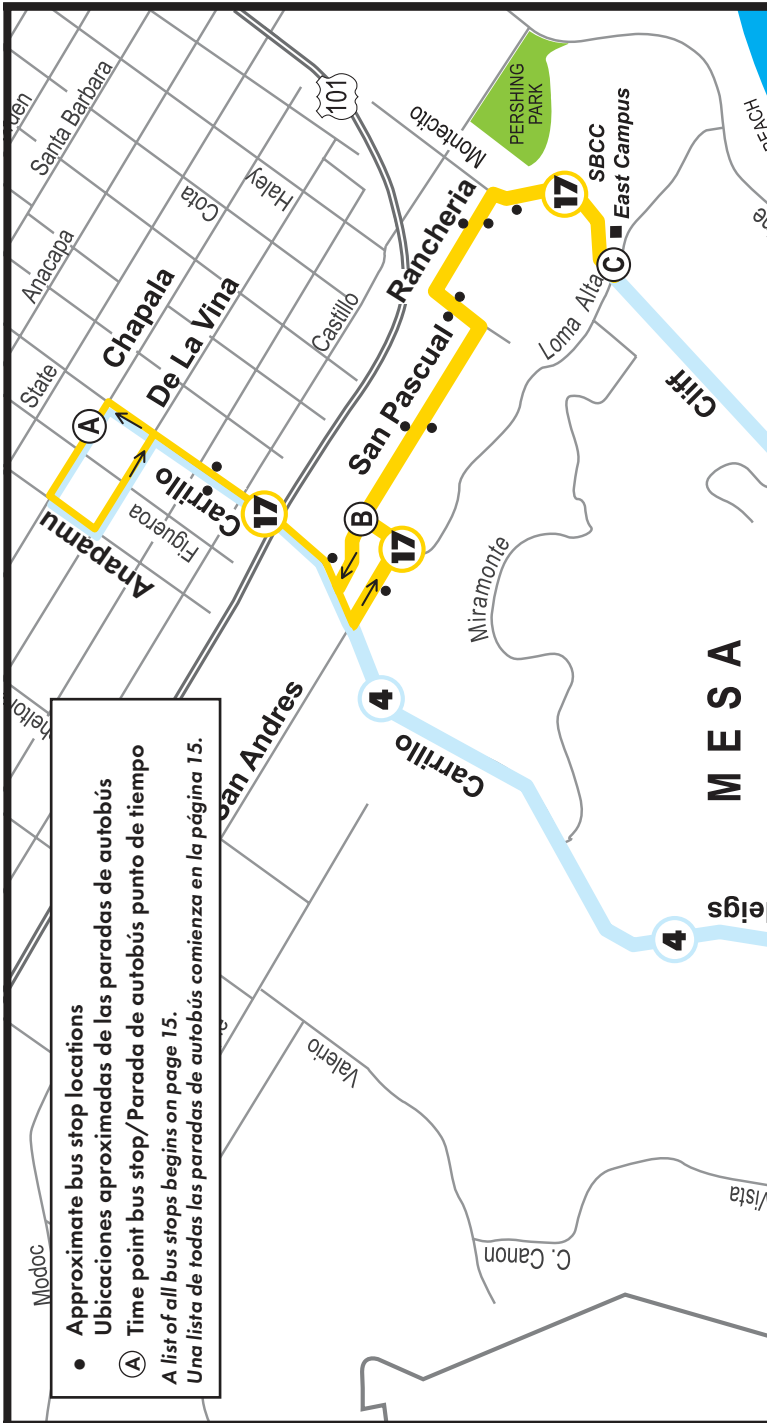 Approximate bus stop locations
Ubicaciones aproximadas de las paradas de autobús
A Time point bus stop/Parada de autobús punto de tiempo
A list of all bus stops begins on page 15.
Una lista de todas las paradas de autobús comienza en la página 15.
Modoc
Valerio
C. Canon
San Andres
Anapamu
Figueroa
Carrillo
State
Anacapa
Santa Barbara
Chapala
De La Vina
Cota
Haley
Castillo
101
Montecito
PERSHING
PARK
Rancheria
San Pascual
Loma Alta
SBCC
East Campus
Cliff
Miramonte
Carrillo
MESA
A
B
C
17
17
17
4
4